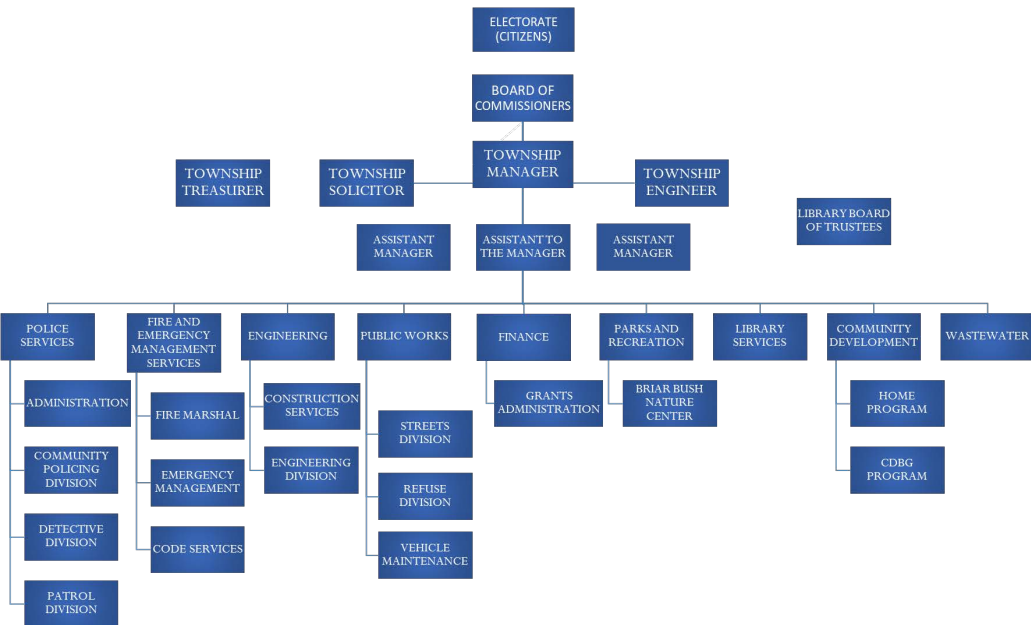 ELECTORATE
(CITIZENS)
BOARD OF
COMMISSIONERS
TOWNSHIP
MANAGER
TOWNSHIP
TREASURER
TOWNSHIP
SOLICITOR
TOWNSHIP
ENGINEER
LIBRARY BOARD
OF TRUSTEES
ASSISTANT
MANAGER
ASSISTANT TO
THE MANAGER
ASSISTANT
MANAGER
POLICE
SERVICES
FIRE AND
EMERGENCY
MANAGEMENT
SERVICES
ENGINEERING
PUBLIC WORKS
FINANCE
PARKS AND
RECREATION
LIBRARY
SERVICES
COMMUNITY
DEVELOPMENT
WASTEWATER
ADMINISTRATION
COMMUNITY
POLICING
DIVISION
DETECTIVE
DIVISION
PATROL
DIVISION
FIRE MARSHAL
EMERGENCY
MANAGEMENT
CODE SERVICES
CONSTRUCTION
SERVICES
ENGINEERING
DIVISION
STREETS
DIVISION
REFUSE
DIVISION
VEHICLE
MAINTENANCE
GRANTS
ADMINISTRATION
BRIAR BUSH
NATURE
CENTER
HOME
PROGRAM
CDBG
PROGRAM